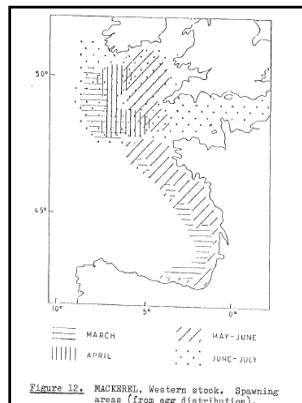 50°
45°
10° 5° 0°
MARCH MAY-JUNE
APRIL JUNE-JULY
Figure 12. MACKEREL, Western stock. Spawning
areas (from egg distribution).